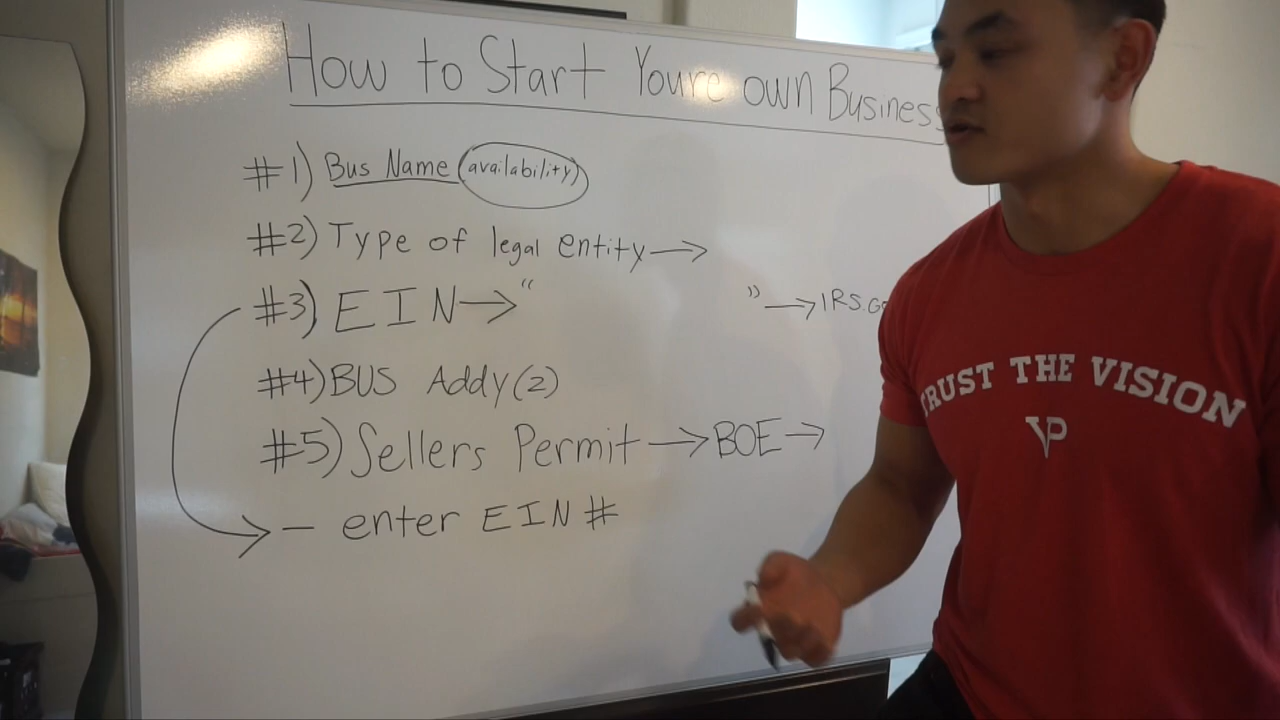 How to Start Youre own Business
#1) Bus Name (availability)
#2) Type of legal entity →
#3) EIN → “ ” → IRS.G
#4) BUS Addy (2)
#5) Sellers Permit → BOE →
→ – enter EIN #
TRUST THE VISION
VP